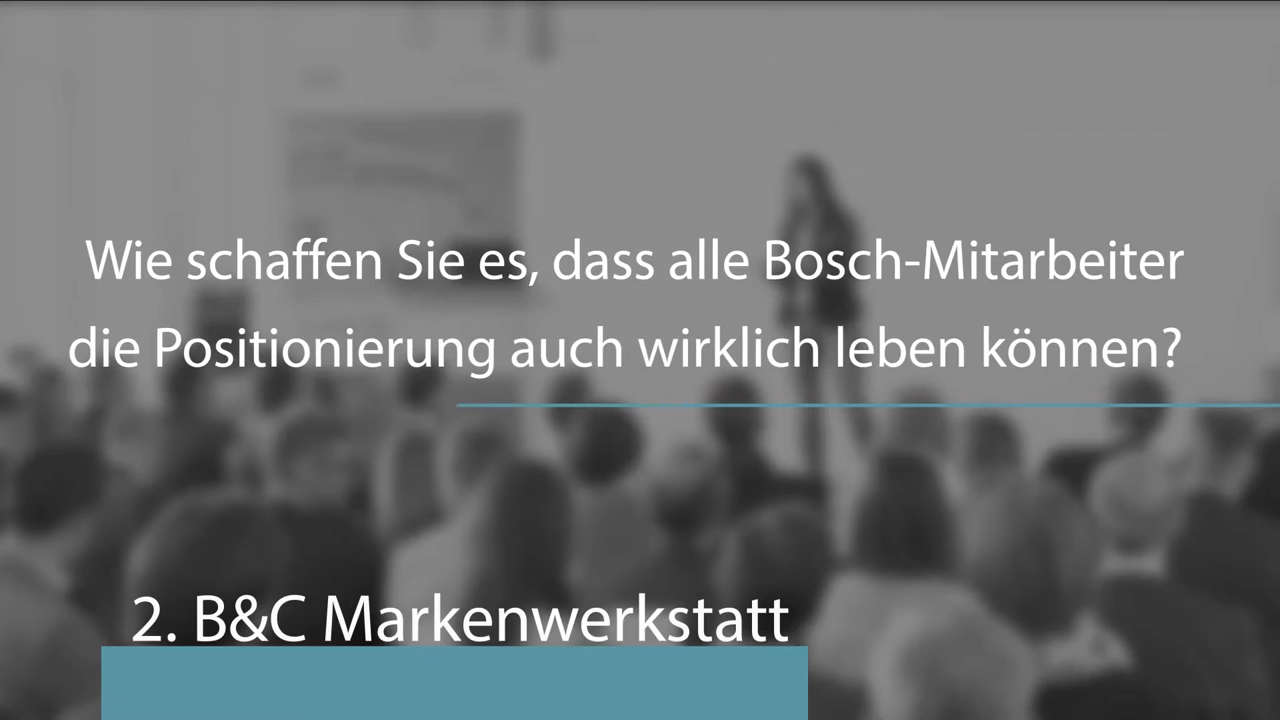 Wie schaffen Sie es, dass alle Bosch-Mitarbeiter
die Positionierung auch wirklich leben können?
2. B&C Markenwerkstatt